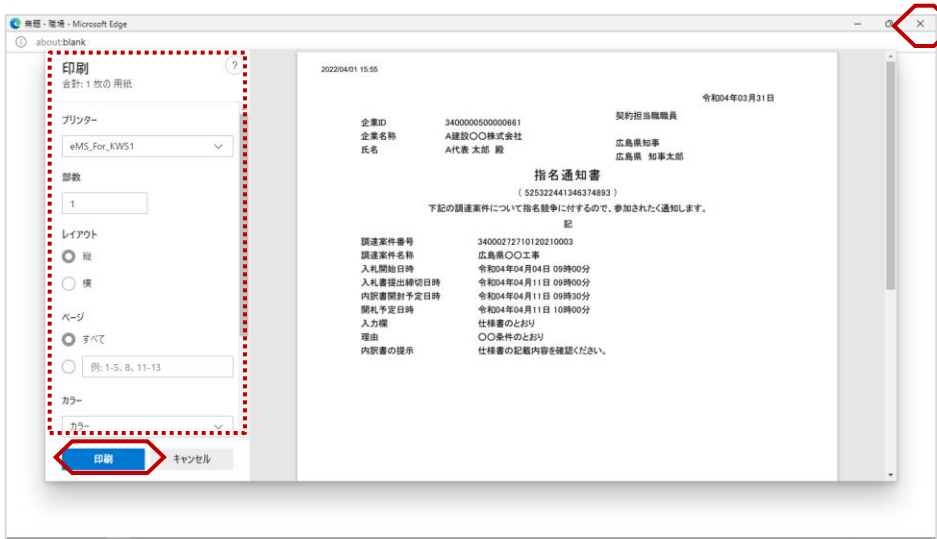 無題 - 職場 - Microsoft Edge
about:blank
印刷
?
合計: 1 枚の 用紙
プリンター
eMS_For_KWS1
部数
1
レイアウト
縦
横
ページ
すべて
例: 1-5、8、11-13
カラー
カラー
印刷
キャンセル
2022/04/01 15:55
令和04年03月31日
契約担当職職員
企業ID 3400000500000661
企業名称 A建設〇〇株式会社
氏名 A代表 太郎 殿
広島県知事
広島県 知事太郎
指名通知書
( 525322441346374893 )
下記の調達案件について指名競争に付するので、参加されたく通知します。
記
調達案件番号 34000272710120210003
調達案件名称 広島県〇〇工事
入札開始日時 令和04年04月04日 09時00分
入札書提出締切日時 令和04年04月11日 09時00分
内訳書開封予定日時 令和04年04月11日 09時30分
開札予定日時 令和04年04月11日 10時00分
入力欄 仕様書のとおり
理由 〇〇条件のとおり
内訳書の提示 仕様書の記載内容を確認ください。